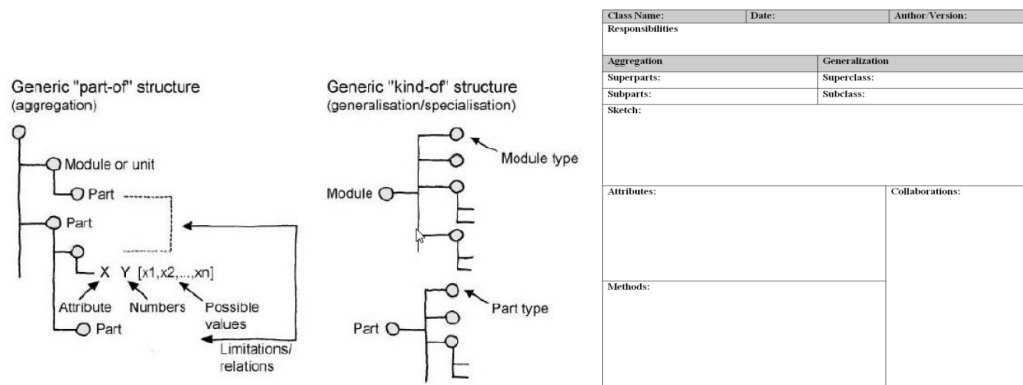 Generic "part-of" structure
(aggregation)
Module or unit
Part
Part
X Y [x1,x2,...,xn]
Attribute Numbers Possible
values
Part
Limitations/
relations
Generic "kind-of" structure
(generalisation/specialisation)
Module type
Module
Part type
Part
Class Name: Date: Author/Version:
Responsibilities
Aggregation Generalization
Superparts: Superclass:
Subparts: Subclass:
Sketch:
Attributes: Collaborations:
Methods: